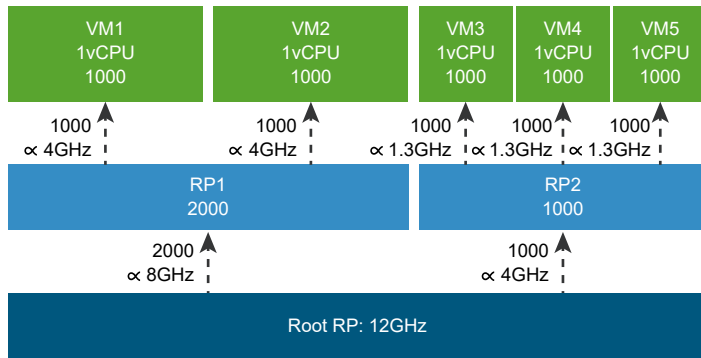 VM1
1vCPU
1000
VM2
1vCPU
1000
VM3
1vCPU
1000
VM4
1vCPU
1000
VM5
1vCPU
1000
1000
∝ 4GHz
1000
∝ 4GHz
1000
∝ 1.3GHz
1000
∝ 1.3GHz
1000
∝ 1.3GHz
RP1
2000
RP2
1000
2000
∝ 8GHz
1000
∝ 4GHz
Root RP: 12GHz